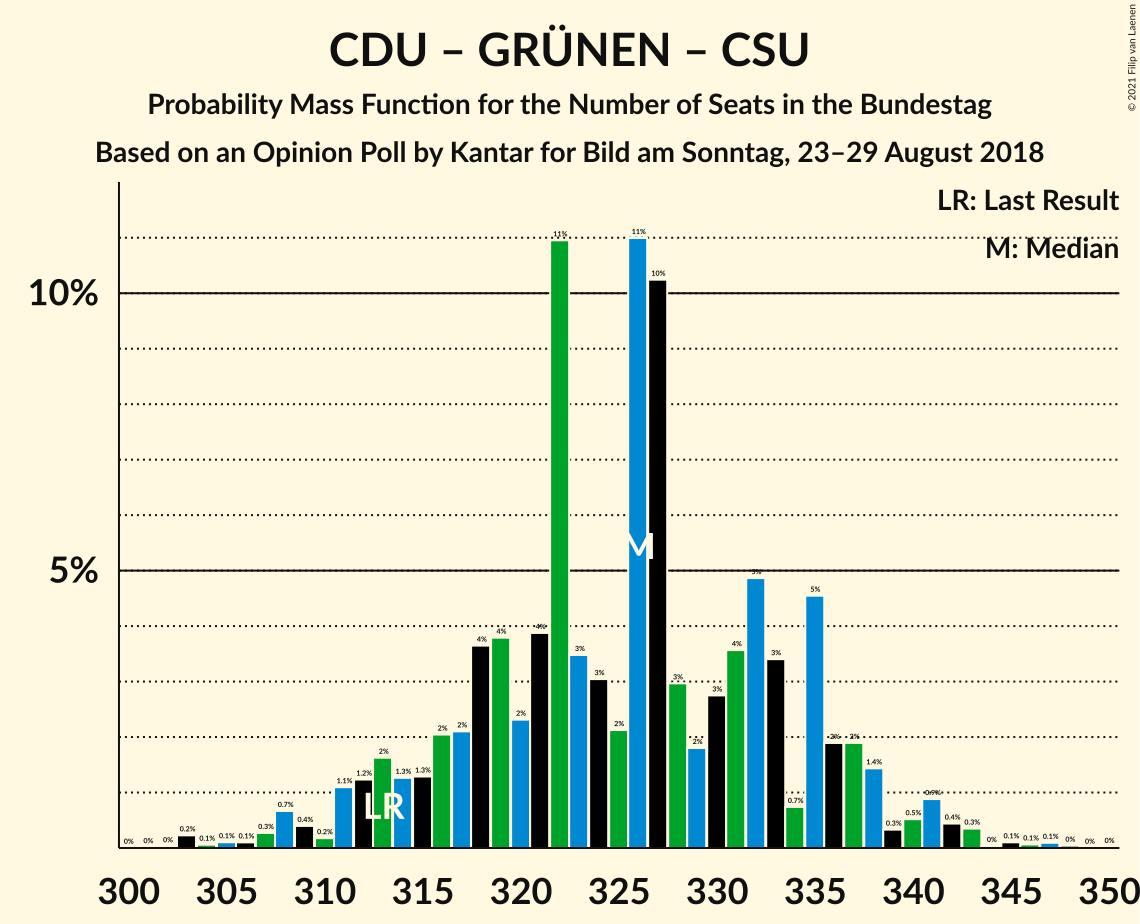 CDU – GRÜNEN – CSU
Probability Mass Function for the Number of Seats in the Bundestag
Based on an Opinion Poll by Kantar for Bild am Sonntag, 23–29 August 2018
© 2021 Filip van Laenen
LR: Last Result
M: Median
10%
5%
0% 0% 0% 0.2% 0.1% 0.1% 0.1% 0.3% 0.7% 0.4% 0.2% 1.1% 1.2% 2% 1.3% 1.3% 2% 2% 4% 4% 2% 4% 11% 3% 3% 2% 11% 10% 3% 2% 3% 4% 5% 3% 0.7% 5% 2% 2% 1.4% 0.3% 0.5% 0.9% 0.4% 0.3% 0% 0.1% 0.1% 0.1% 0% 0% 0%
M
LR
300 305 310 315 320 325 330 335 340 345 350